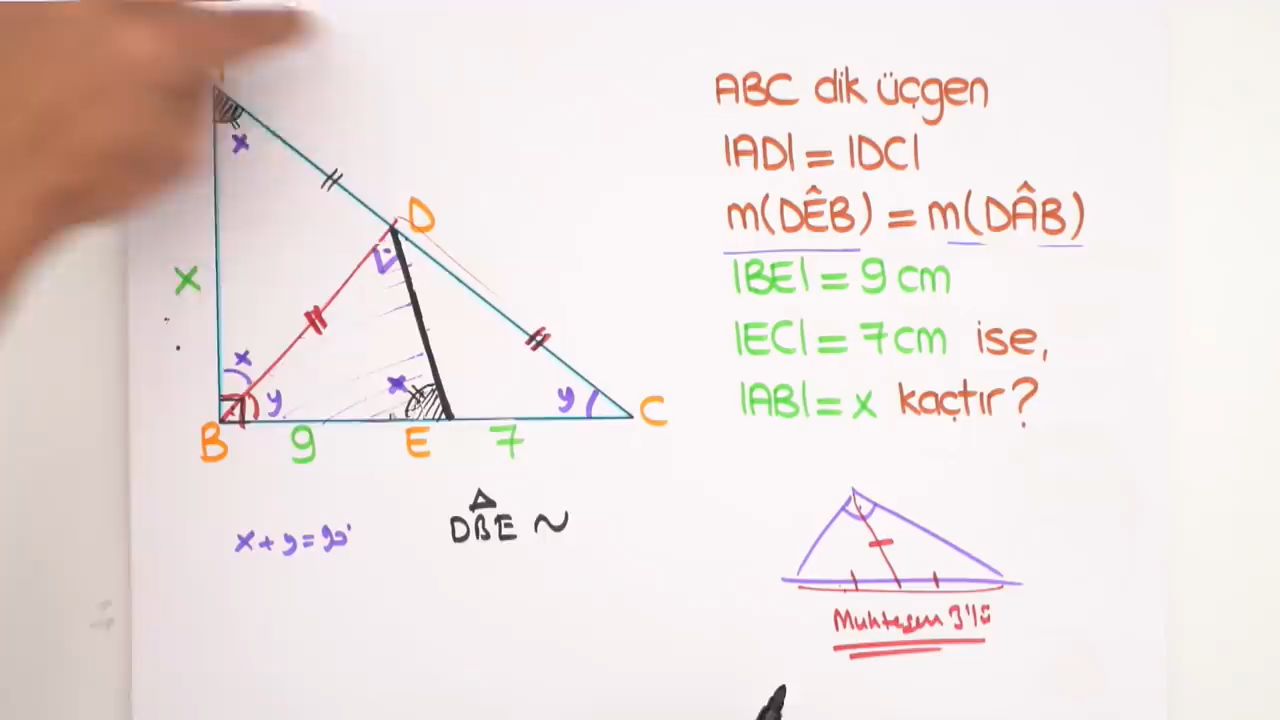 ABC dik üçgen
|AD| = |DC|
m(DÊB) = m(DÂB)
|BE| = 9 cm
|EC| = 7 cm ise,
|AB| = x kaçtır?
x
D
x
x
x
y
y
B
9
E
7
C
x + y = 90°
DBE ~
Muhteşem 3'lü